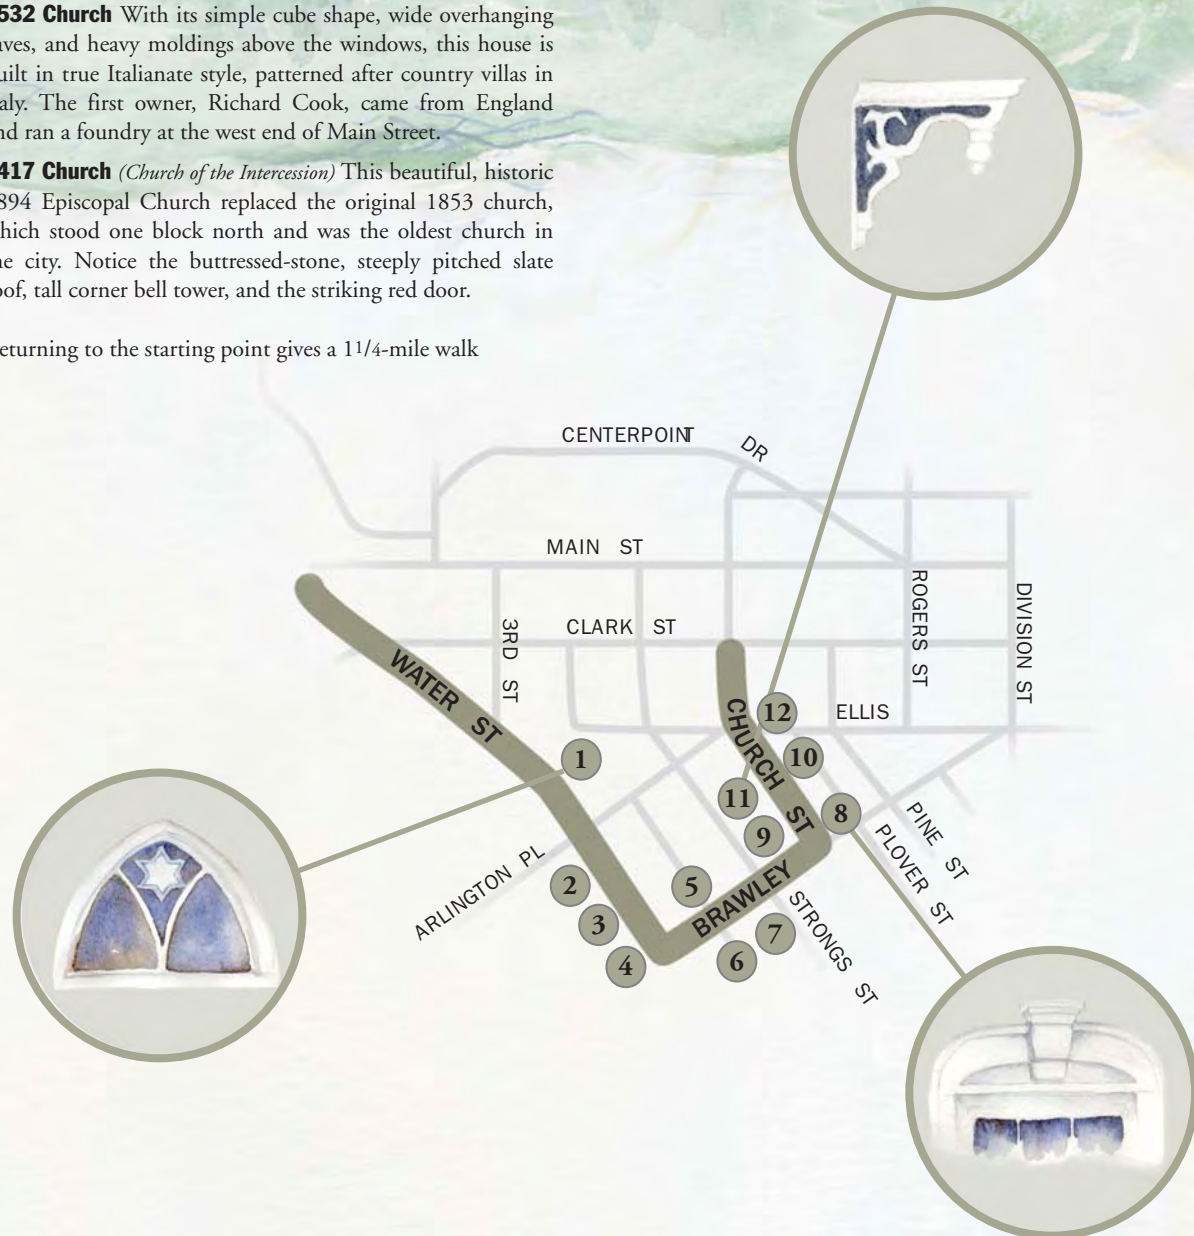 532 Church With its simple cube shape, wide overhanging
aves, and heavy moldings above the windows, this house is
uilt in true Italianate style, patterned after country villas in
aly. The first owner, Richard Cook, came from England
nd ran a foundry at the west end of Main Street.
417 Church (Church of the Intercession) This beautiful, historic
894 Episcopal Church replaced the original 1853 church,
hich stood one block north and was the oldest church in
he city. Notice the buttressed-stone, steeply pitched slate
oof, tall corner bell tower, and the striking red door.
eturning to the starting point gives a 11/4-mile walk
CENTERPOINT DR
MAIN ST
3RD ST
CLARK ST
ROGERS ST
DIVISION ST
WATER ST
CHURCH ST
ELLIS
12
1
10
11
8
9
PINE ST
PLOVER ST
ARLINGTON PL
2
5
BRAWLEY
STRONGS ST
3
7
4
6